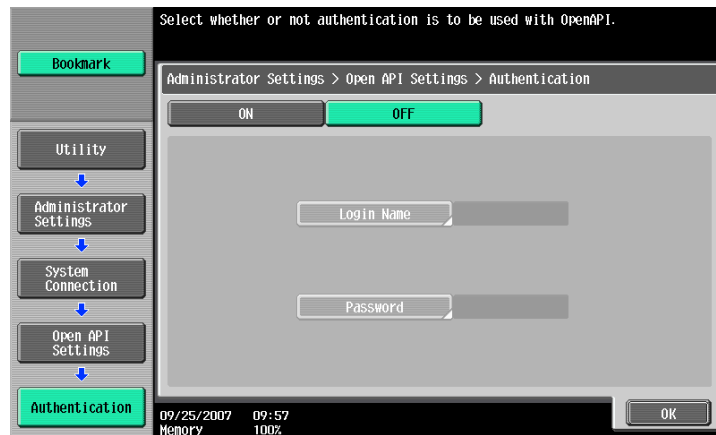 Select whether or not authentication is to be used with OpenAPI.
Bookmark
Administrator Settings > Open API Settings > Authentication
ON
OFF
Utility
Administrator
Settings
System
Connection
Open API
Settings
Authentication
Login Name
Password
09/25/2007 09:57
Memory 100%
OK